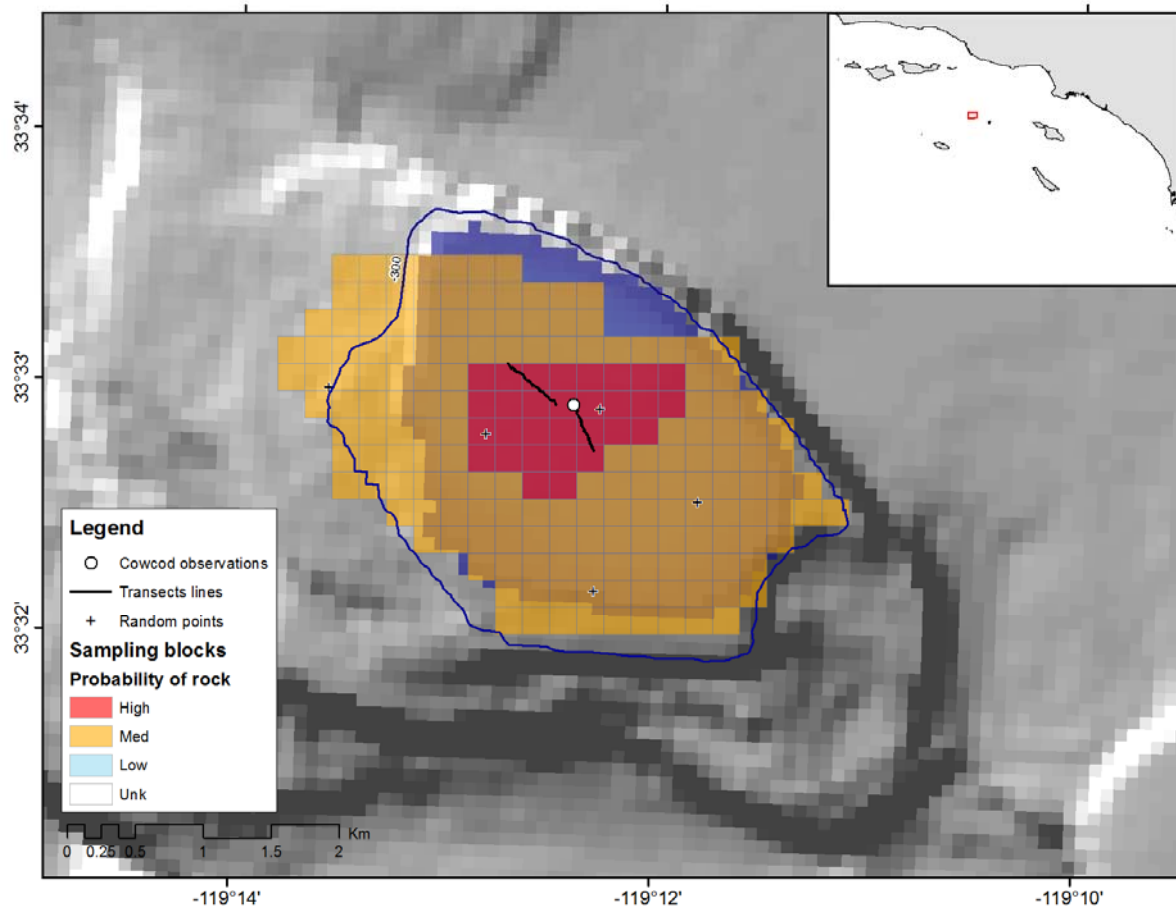 33°34'
33°33'
33°32'
-300
Legend
Cowcod observations
Transects lines
Random points
Sampling blocks
Probability of rock
High
Med
Low
Unk
Km
0 0.25 0.5 1 1.5 2
-119°14' -119°12' -119°10'